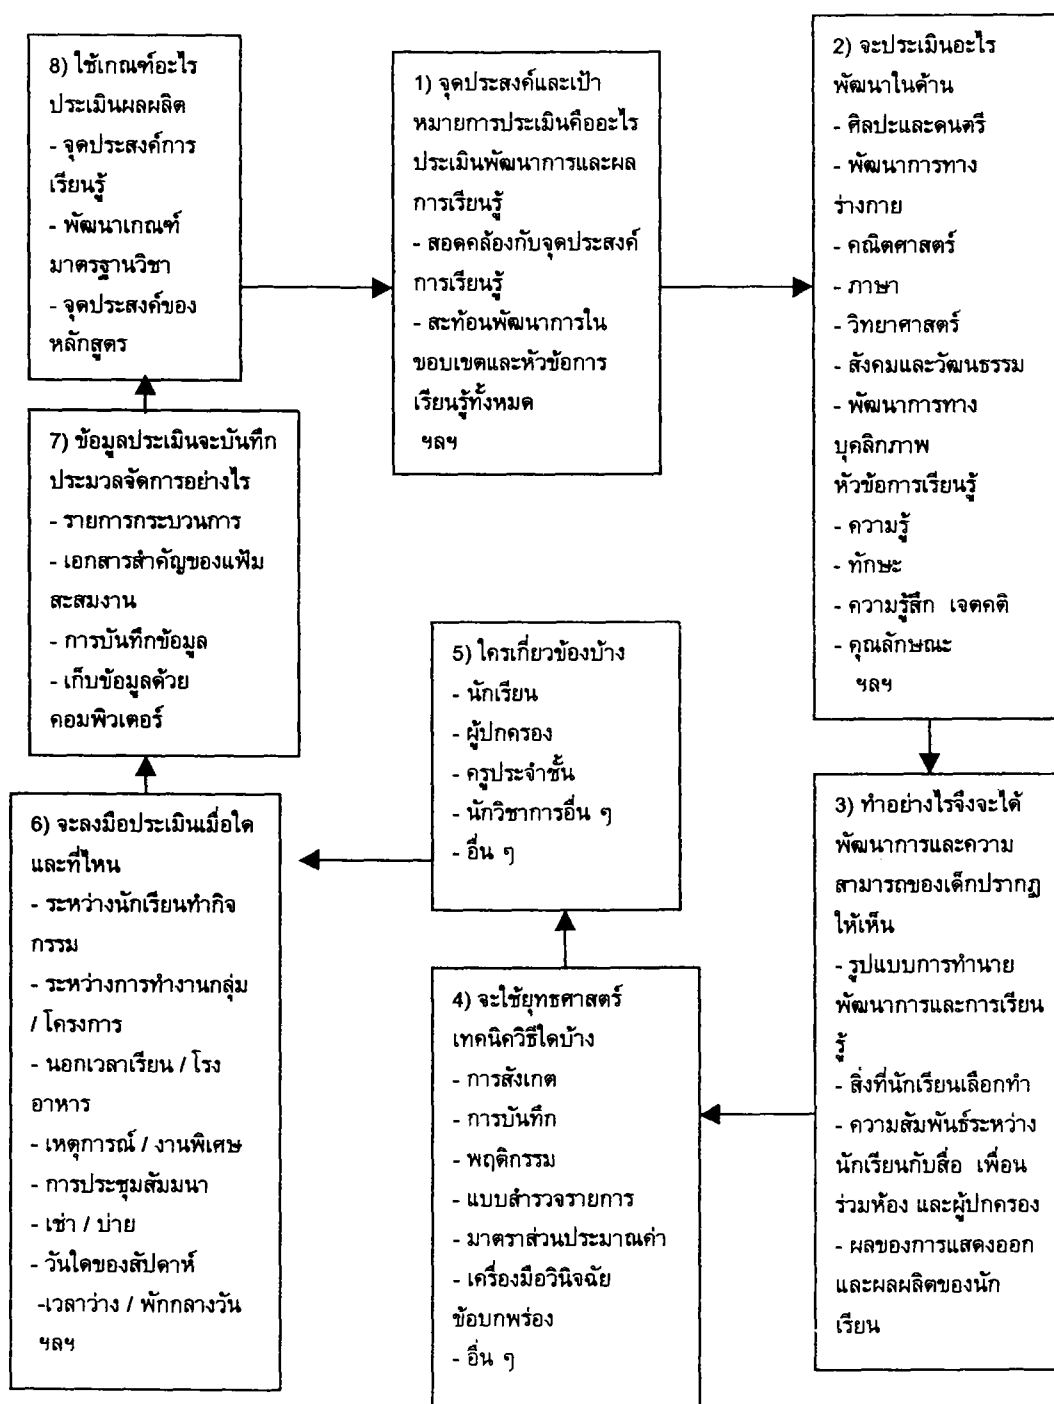 8) ใช้เกณฑ์อะไร
ประเมินผลผลิต
- จุดประสงค์การ
เรียนรู้
- พัฒนาเกณฑ์
มาตรฐานวิชา
- จุดประสงค์ของ
หลักสูตร
1) จุดประสงค์และเป้า
หมายการประเมินคืออะไร
ประเมินพัฒนาการและผล
การเรียนรู้
- สอดคล้องกับจุดประสงค์
การเรียนรู้
- สะท้อนพัฒนาการใน
ขอบเขตและหัวข้อการ
เรียนรู้ทั้งหมด
ฯลฯ
2) จะประเมินอะไร
พัฒนาในด้าน
- ศิลปะและดนตรี
- พัฒนาการทาง
ร่างกาย
- คณิตศาสตร์
- ภาษา
- วิทยาศาสตร์
- สังคมและวัฒนธรรม
- พัฒนาการทาง
บุคลิกภาพ
หัวข้อการเรียนรู้
- ความรู้
- ทักษะ
- ความรู้สึก เจตคติ
- คุณลักษณะ
ฯลฯ
7) ข้อมูลประเมินจะบันทึก
ประมวลจัดการอย่างไร
- รายการกระบวนการ
- เอกสารสำคัญของแฟ้ม
สะสมงาน
- การบันทึกข้อมูล
- เก็บข้อมูลด้วย
คอมพิวเตอร์
5) ใครเกี่ยวข้องบ้าง
- นักเรียน
- ผู้ปกครอง
- ครูประจำชั้น
- นักวิชาการอื่น ๆ
- อื่น ๆ
3) ทำอย่างไรจึงจะได้
พัฒนาการและความ
สามารถของเด็กปรากฏ
ให้เห็น
- รูปแบบการทำนาย
พัฒนาการและการเรียน
รู้
- สิ่งที่นักเรียนเลือกทำ
- ความสัมพันธ์ระหว่าง
นักเรียนกับสื่อ เพื่อน
ร่วมห้อง และผู้ปกครอง
- ผลของการแสดงออก
และผลผลิตของนัก
เรียน
6) จะลงมือประเมินเมื่อใด
และที่ไหน
- ระหว่างนักเรียนทำกิจ
กรรม
- ระหว่างการทำงานกลุ่ม
/ โครงการ
- นอกเวลาเรียน / โรง
อาหาร
- เหตุการณ์ / งานพิเศษ
- การประชุมสัมมนา
- เช่า / บ่าย
- วันใดของสัปดาห์
-เวลาว่าง / พักกลางวัน
ฯลฯ
4) จะใช้ยุทธศาสตร์
เทคนิควิธีใดบ้าง
- การสังเกต
- การบันทึก
- พฤติกรรม
- แบบสำรวจรายการ
- มาตราส่วนประมาณค่า
- เครื่องมือวินิจฉัย
ข้อบกพร่อง
- อื่น ๆ